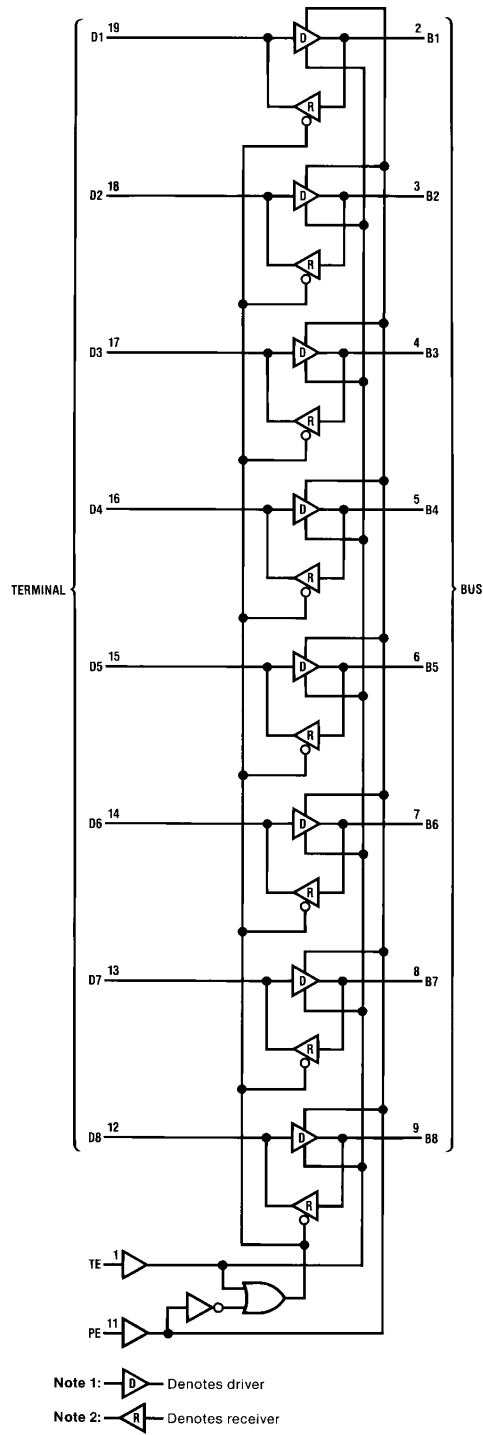 D1 19 D 2 B1
R
D2 18 D 3 B2
R
D3 17 D 4 B3
R
D4 16 D 5 B4
R
TERMINAL BUS
D5 15 D 6 B5
R
D6 14 D 7 B6
R
D7 13 D 8 B7
R
D8 12 D 9 B8
R
TE 1
PE 11
Note 1: D Denotes driver
Note 2: R Denotes receiver